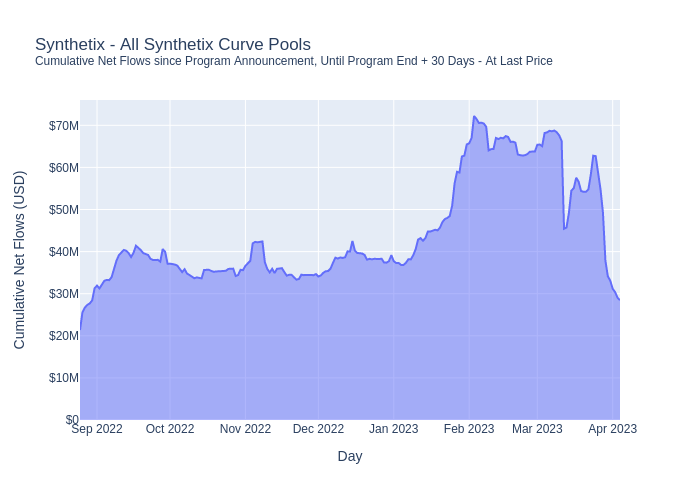 Synthetix - All Synthetix Curve Pools
Cumulative Net Flows since Program Announcement, Until Program End + 30 Days - At Last Price
Cumulative Net Flows (USD)
$70M
$60M
$50M
$40M
$30M
$20M
$10M
$0
Sep 2022 Oct 2022 Nov 2022 Dec 2022 Jan 2023 Feb 2023 Mar 2023 Apr 2023
Day